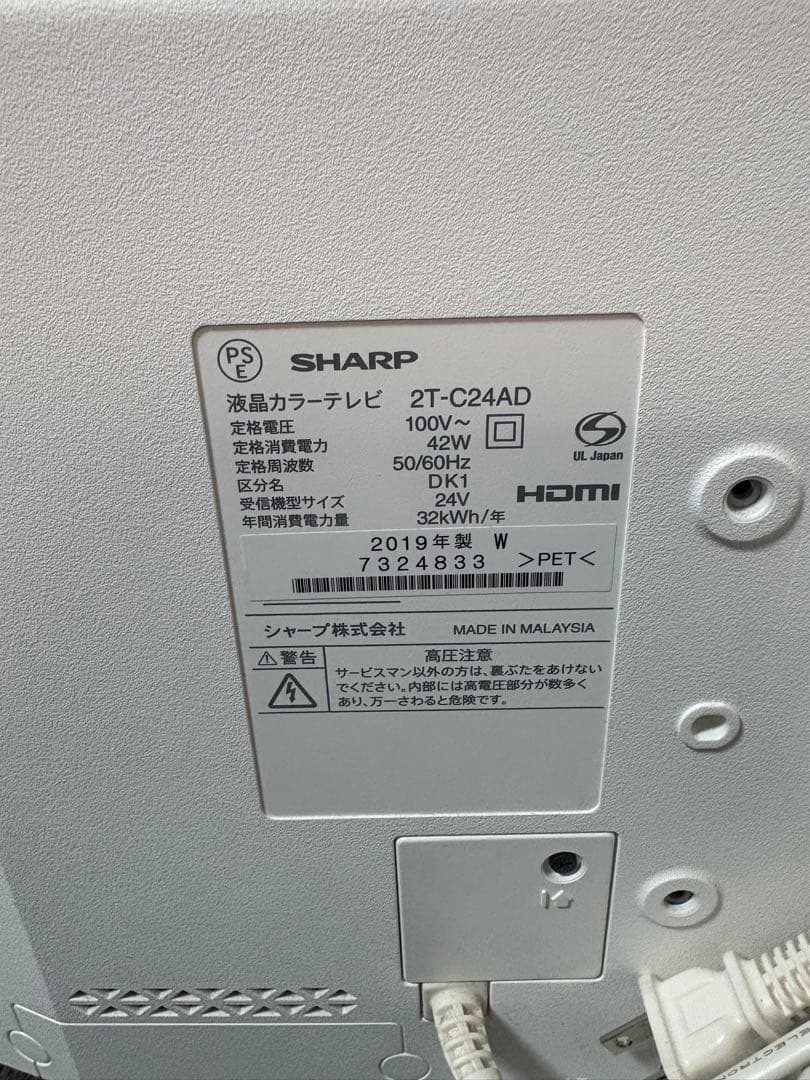 PS
E
SHARP
液晶カラーテレビ 2T-C24AD
定格電圧 100V～
定格消費電力 42W
定格周波数 50/60Hz
区分名 DK1
受信機型サイズ 24V
年間消費電力量 32kWh/年
UL Japan
HDMI
2019年製 W
7324833 >PET<
シャープ株式会社 MADE IN MALAYSIA
警告 高圧注意
サービスマン以外の方は、裏ぶたをあけない
でください。内部には高電圧部分が数多く
あり、万一さわると危険です。